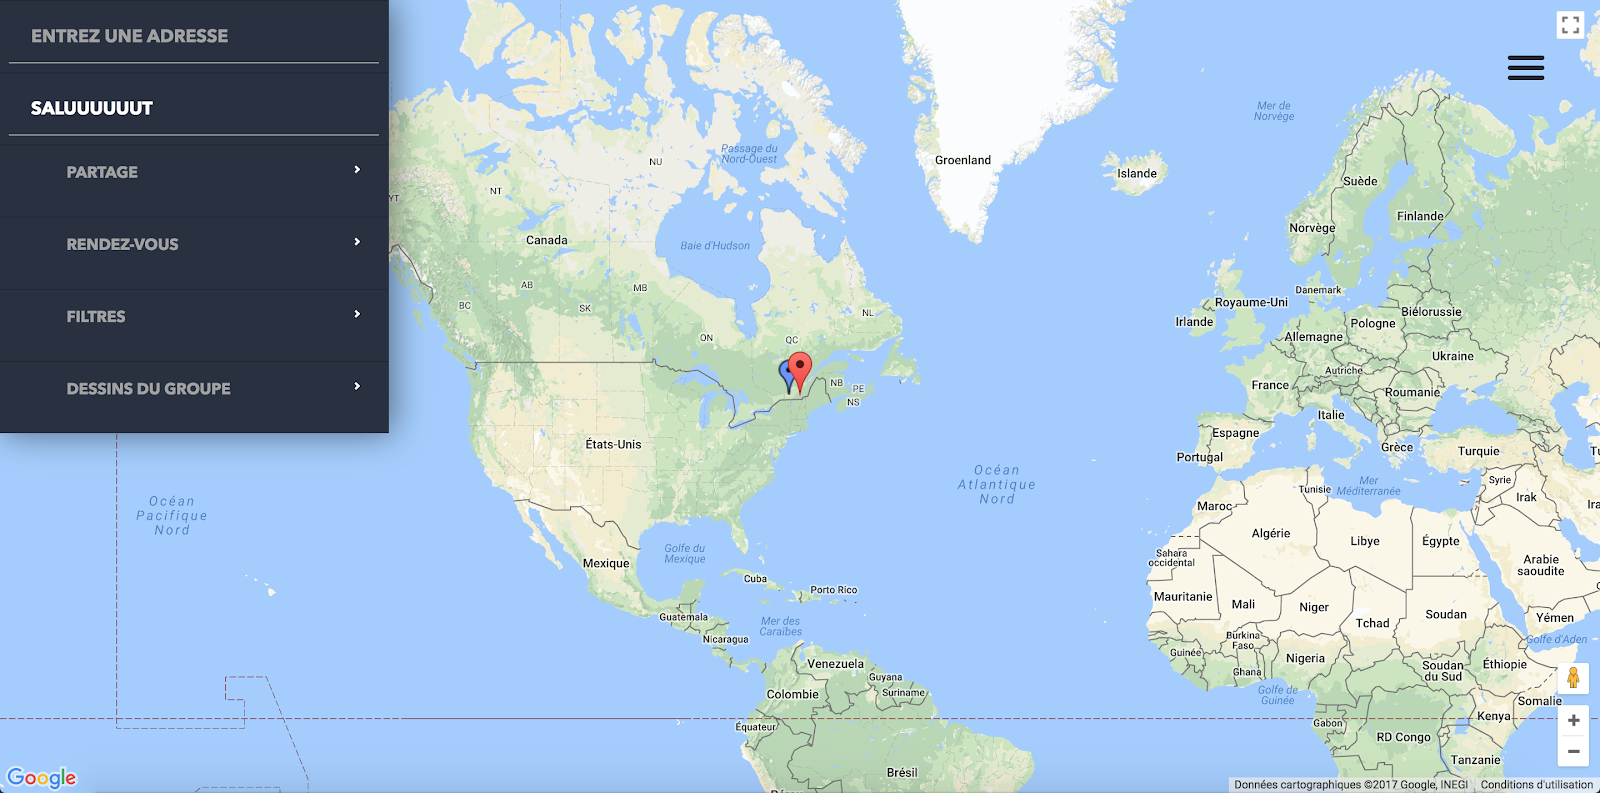 ENTREZ UNE ADRESSE
SALUUUUUUT
PARTAGE
RENDEZ-VOUS
FILTRES
DESSINS DU GROUPE
Groenland
Mer de
Norvège
Islande
Suède
Finlande
Norvège
Passage du
Nord-Ouest
NU
NT
YT
Canada
Baie d'Hudson
AB
MB
BC
SK
NL
ON
QC
NB
PE
NS
Danemark
Royaume-Uni
Irlande
Biélorussie
Pologne
Allemagne
Ukraine
Autriche
France
Roumanie
Italie
Espagne
Grèce
Portugal
Turquie
États-Unis
Océan
Atlantique
Nord
Océan
Pacifique
Nord
Mer
Méditerranée
Tunisie
Syrie
Irak
Maroc
Algérie
Libye
Égypte
Arabie
saoudite
Sahara
occidental
Golfe du
Mexique
Mexique
Cuba
Porto Rico
Mauritanie
Mali
Niger
Tchad
Soudan
Yémen
Guatemala
Mer des
Caraïbes
Nicaragua
Burkina
Faso
Golfe d'Aden
Guinée
Nigeria
Ghana
Soudan
du Sud
Éthiopie
Venezuela
Guyana
Suriname
Colombie
Golfe de
Guinée
Somalie
Équateur
Gabon
Kenya
RD Congo
Tanzanie
Brésil
Google
Données cartographiques ©2017 Google, INEGI
Conditions d'utilisation